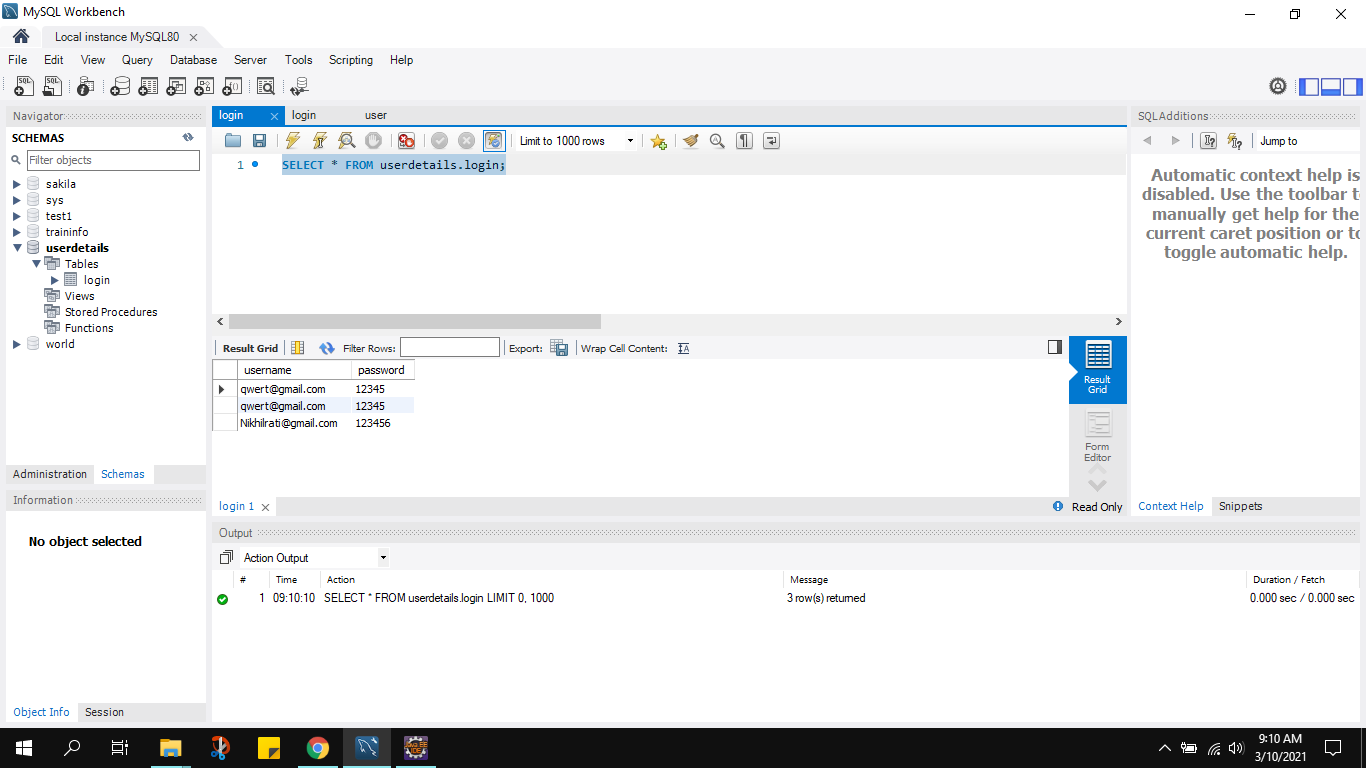 MySQL Workbench
Local instance MySQL80
File Edit View Query Database Server Tools Scripting Help
Navigator
SCHEMAS
Filter objects
sakila
sys
test1
traininfo
userdetails
Tables
login
Views
Stored Procedures
Functions
world
Administration Schemas
Information
No object selected
Object Info Session
login login user
Limit to 1000 rows
1 SELECT * FROM userdetails.login;
Result Grid Filter Rows: Export: Wrap Cell Content:
username password
qwert@gmail.com 12345
qwert@gmail.com 12345
Nikhilrati@gmail.com 123456
Result
Grid
Form
Editor
login 1 Read Only
SQLAdditions
Jump to
Automatic context help is
disabled. Use the toolbar t
manually get help for the
current caret position or to
toggle automatic help.
Context Help Snippets
Output
Action Output
# Time Action Message Duration / Fetch
1 09:10:10 SELECT * FROM userdetails.login LIMIT 0, 1000 3 row(s) returned 0.000 sec / 0.000 sec
Java EE
IDE
9:10 AM
3/10/2021